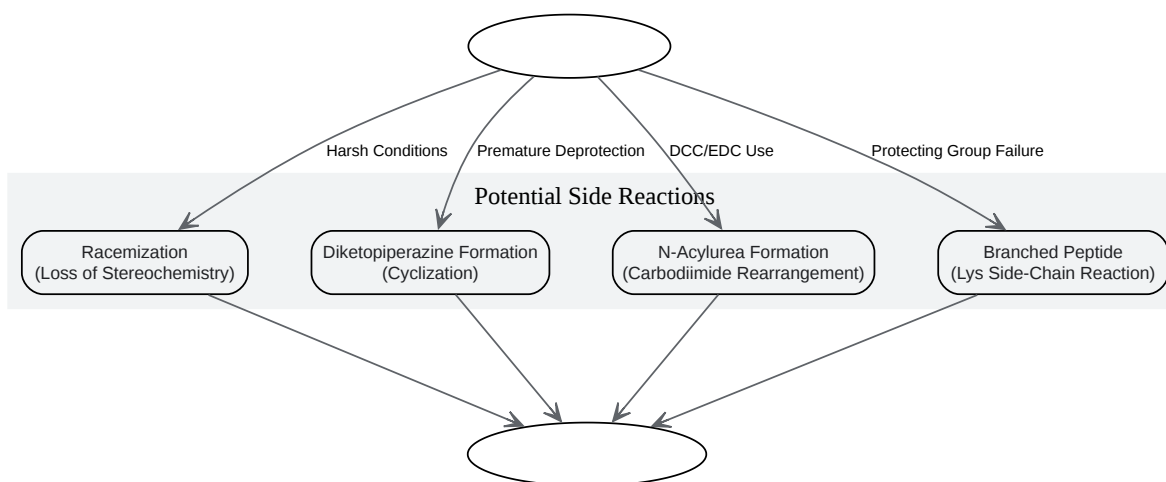 Harsh Conditions
Premature Deprotection
DCC/EDC Use
Protecting Group Failure
Potential Side Reactions
Racemization
(Loss of Stereochemistry)
Diketopiperazine Formation
(Cyclization)
N-Acylurea Formation
(Carbodiimide Rearrangement)
Branched Peptide
(Lys Side-Chain Reaction)